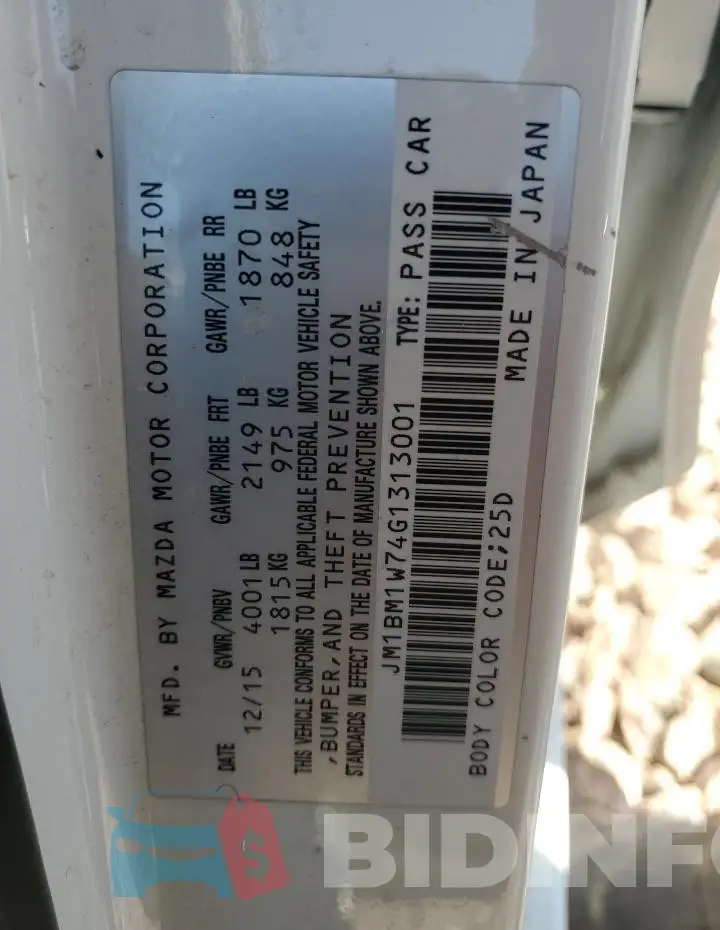 MFD. BY MAZDA MOTOR CORPORATION
DATE GVWR/PNBV GAWR/PNBE FRT GAWR/PNBE RR
12/15 4001 LB 2149 LB 1870 LB
1815 KG 975 KG 848 KG
THIS VEHICLE CONFORMS TO ALL APPLICABLE FEDERAL MOTOR VEHICLE SAFETY
,BUMPER,AND THEFT PREVENTION
STANDARDS IN EFFECT ON THE DATE OF MANUFACTURE SHOWN ABOVE.
JM1BM1W74G1313001 TYPE: PASS CAR
BODY COLOR CODE;25D MADE IN JAPAN
$ BIDINFO